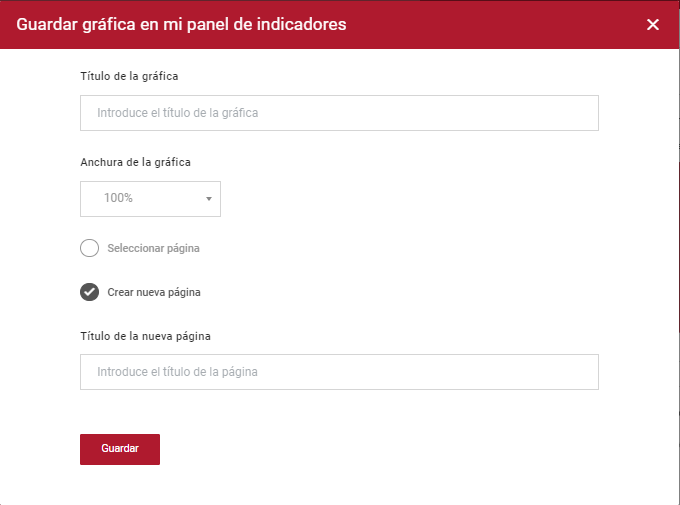 Guardar gráfica en mi panel de indicadores
Título de la gráfica
Introduce el título de la gráfica
Anchura de la gráfica
100%
Seleccionar página
Crear nueva página
Título de la nueva página
Introduce el título de la página
Guardar